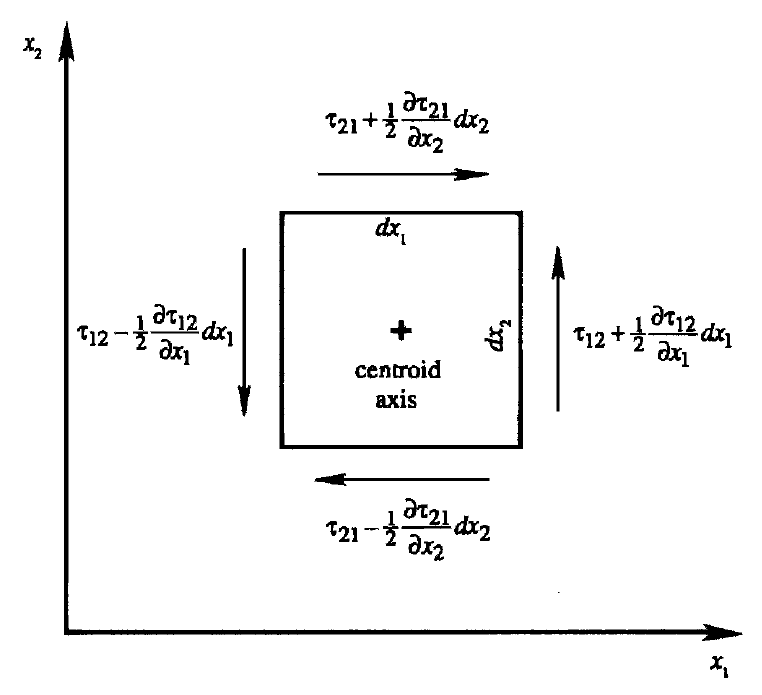 x₂
τ₂₁ + ½ ∂τ₂₁/∂x₂ dx₂
dx₁
τ₁₂ − ½ ∂τ₁₂/∂x₁ dx₁
dx₂
τ₁₂ + ½ ∂τ₁₂/∂x₁ dx₁
centroid
axis
τ₂₁ − ½ ∂τ₂₁/∂x₂ dx₂
x₁